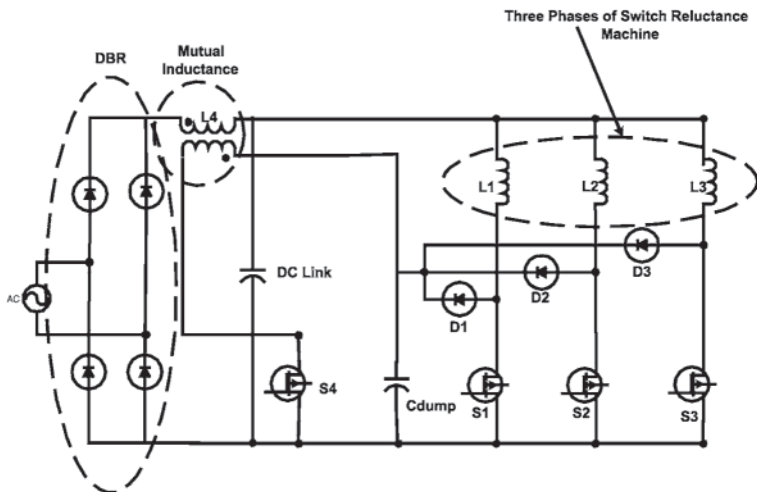 Three Phases of Switch Reluctance
Machine
DBR
Mutual
Inductance
L4
L1
L2
L3
D3
AC
DC Link
D2
D1
S4
Cdump
S1
S2
S3